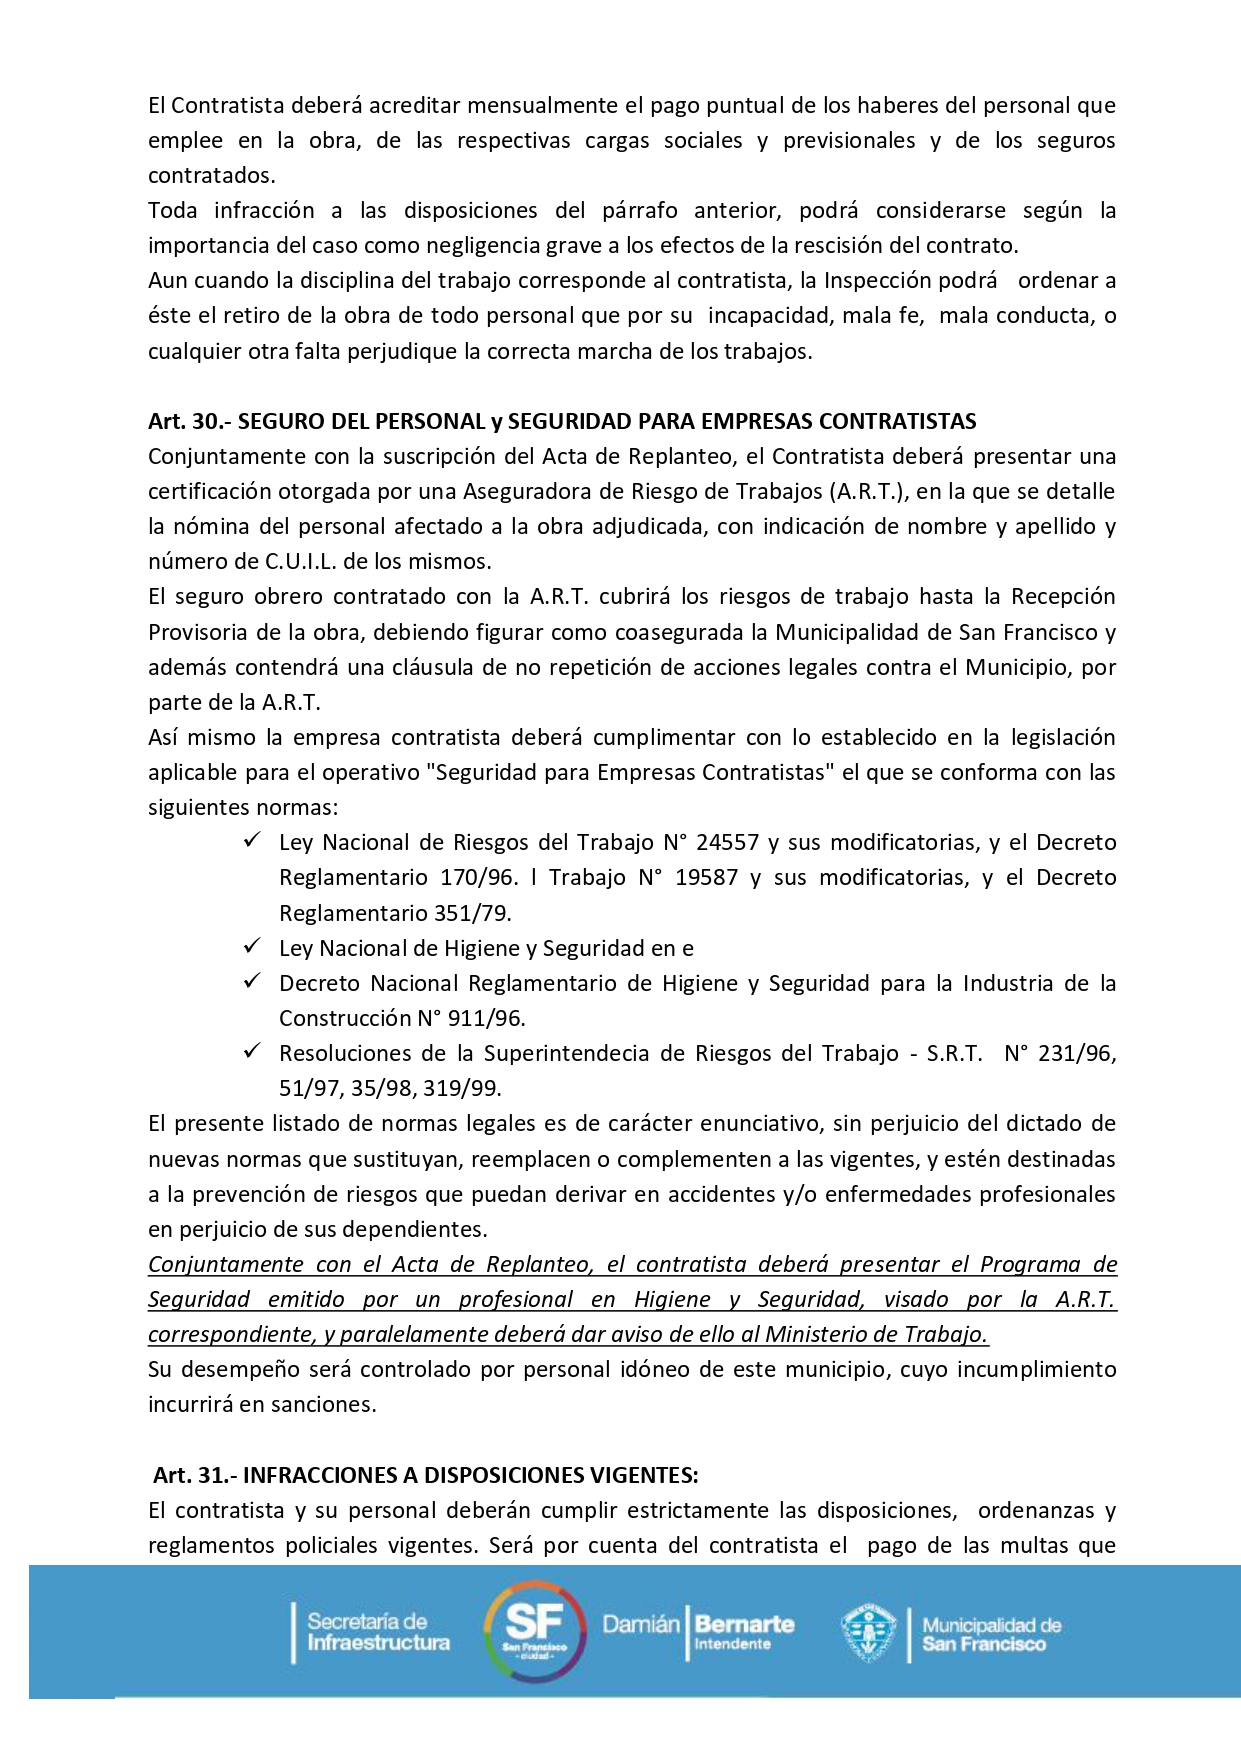 El Contratista deberá acreditar mensualmente el pago puntual de los haberes del personal que
emplee en la obra, de las respectivas cargas sociales y previsionales y de los seguros
contratados.
Toda infracción a las disposiciones del párrafo anterior, podrá considerarse según la
importancia del caso como negligencia grave a los efectos de la rescisión del contrato.
Aun cuando la disciplina del trabajo corresponde al contratista, la Inspección podrá ordenar a
éste el retiro de la obra de todo personal que por su incapacidad, mala fe, mala conducta, o
cualquier otra falta perjudique la correcta marcha de los trabajos.
Art. 30.- SEGURO DEL PERSONAL y SEGURIDAD PARA EMPRESAS CONTRATISTAS
Conjuntamente con la suscripción del Acta de Replanteo, el Contratista deberá presentar una
certificación otorgada por una Aseguradora de Riesgo de Trabajos (A.R.T.), en la que se detalle
la nómina del personal afectado a la obra adjudicada, con indicación de nombre y apellido y
número de C.U.I.L. de los mismos.
El seguro obrero contratado con la A.R.T. cubrirá los riesgos de trabajo hasta la Recepción
Provisoria de la obra, debiendo figurar como coasegurada la Municipalidad de San Francisco y
además contendrá una cláusula de no repetición de acciones legales contra el Municipio, por
parte de la A.R.T.
Así mismo la empresa contratista deberá cumplimentar con lo establecido en la legislación
aplicable para el operativo "Seguridad para Empresas Contratistas" el que se conforma con las
siguientes normas:
✓ Ley Nacional de Riesgos del Trabajo N° 24557 y sus modificatorias, y el Decreto
Reglamentario 170/96. l Trabajo N° 19587 y sus modificatorias, y el Decreto
Reglamentario 351/79.
✓ Ley Nacional de Higiene y Seguridad en e
✓ Decreto Nacional Reglamentario de Higiene y Seguridad para la Industria de la
Construcción N° 911/96.
✓ Resoluciones de la Superintendecia de Riesgos del Trabajo - S.R.T. N° 231/96,
51/97, 35/98, 319/99.
El presente listado de normas legales es de carácter enunciativo, sin perjuicio del dictado de
nuevas normas que sustituyan, reemplacen o complementen a las vigentes, y estén destinadas
a la prevención de riesgos que puedan derivar en accidentes y/o enfermedades profesionales
en perjuicio de sus dependientes.
Conjuntamente con el Acta de Replanteo, el contratista deberá presentar el Programa de
Seguridad emitido por un profesional en Higiene y Seguridad, visado por la A.R.T.
correspondiente, y paralelamente deberá dar aviso de ello al Ministerio de Trabajo.
Su desempeño será controlado por personal idóneo de este municipio, cuyo incumplimiento
incurrirá en sanciones.
Art. 31.- INFRACCIONES A DISPOSICIONES VIGENTES:
El contratista y su personal deberán cumplir estrictamente las disposiciones, ordenanzas y
reglamentos policiales vigentes. Será por cuenta del contratista el pago de las multas que
Secretaría de
Infraestructura
SF
San Francisco
- ciudad -
Damián Bernarte
Intendente
Municipalidad de
San Francisco